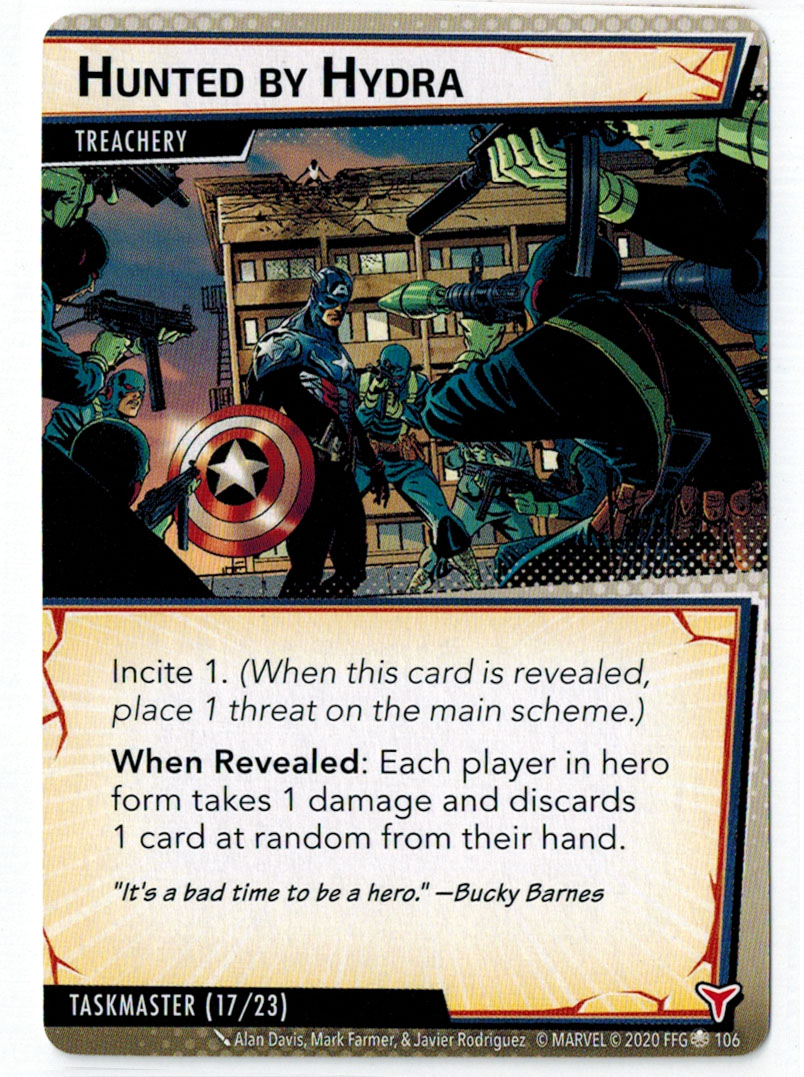 HUNTED BY HYDRA
TREACHERY
Incite 1. (When this card is revealed,
place 1 threat on the main scheme.)
When Revealed: Each player in hero
form takes 1 damage and discards
1 card at random from their hand.
"It's a bad time to be a hero." —Bucky Barnes
TASKMASTER (17/23)
Alan Davis, Mark Farmer, & Javier Rodriguez © MARVEL © 2020 FFG 106